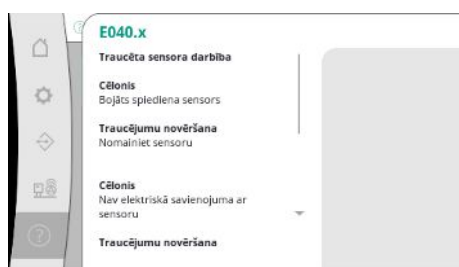 E040.x
Traucēta sensora darbība
Cēlonis
Bojāts spiediena sensors
Traucējumu novēršana
Nomainiet sensoru
Cēlonis
Nav elektriskā savienojuma ar
sensoru
Traucējumu novēršana